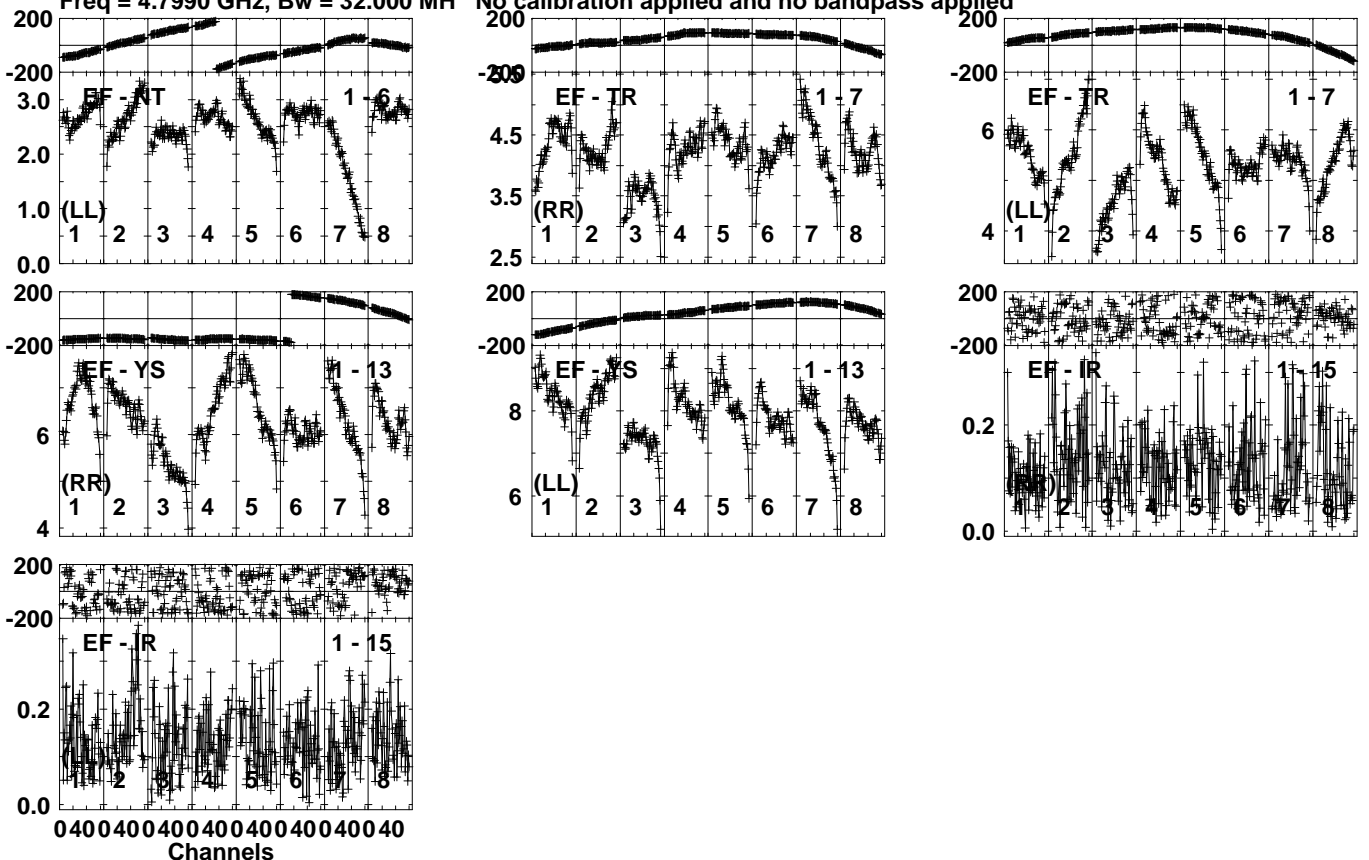 Freq = 4.7990 GHz, Bw = 32.000 MH No calibration applied and no bandpass applied
200
-200
EF - NT 1 - 6
3.0
2.0
1.0
0.0
(LL)
1 2 3 4 5 6 7 8
200
-200
5.5
EF - TR 1 - 7
4.5
3.5
2.5
(RR)
1 2 3 4 5 6 7 8
200
-200
EF - TR 1 - 7
6
4
(LL)
1 2 3 4 5 6 7 8
200
-200
EF - YS 1 - 13
6
4
(RR)
1 2 3 4 5 6 7 8
200
-200
EF - YS 1 - 13
8
6
(LL)
1 2 3 4 5 6 7 8
200
-200
EF - IR 1 - 15
0.2
0.0
(RR)
1 2 3 4 5 6 7 8
200
-200
EF - IR 1 - 15
0.2
0.0
(LL)
1 2 3 4 5 6 7 8
0 40 0 40 0 40 0 40 0 40 0 40 0 40 0 40
Channels